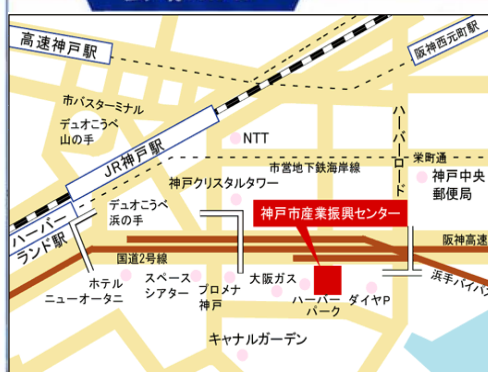 高速神戸駅
阪神西元町駅
市バスターミナル
デュオこうべ
山の手
NTT
ハーバーロード
JR神戸駅
市営地下鉄海岸線
栄町通
神戸中央
郵便局
神戸クリスタルタワー
デュオこうべ
浜の手
神戸市産業振興センター
ハーバー
ランド駅
阪神高速
国道2号線
ホテル
ニューオータニ
スペース
シアター
プロメナ
神戸
大阪ガス
ハーバー
パーク
ダイヤP
浜手バイパス
キャナルガーデン